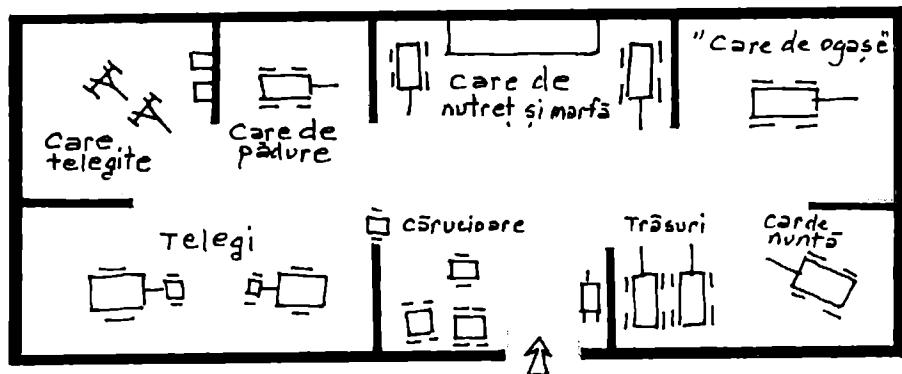 Care
telegite
Care de
pădure
Care de
nutreț și marfă
"Care de ogașe"
Telegi
Cărucioare
Trăsuri
Car de
nuntă